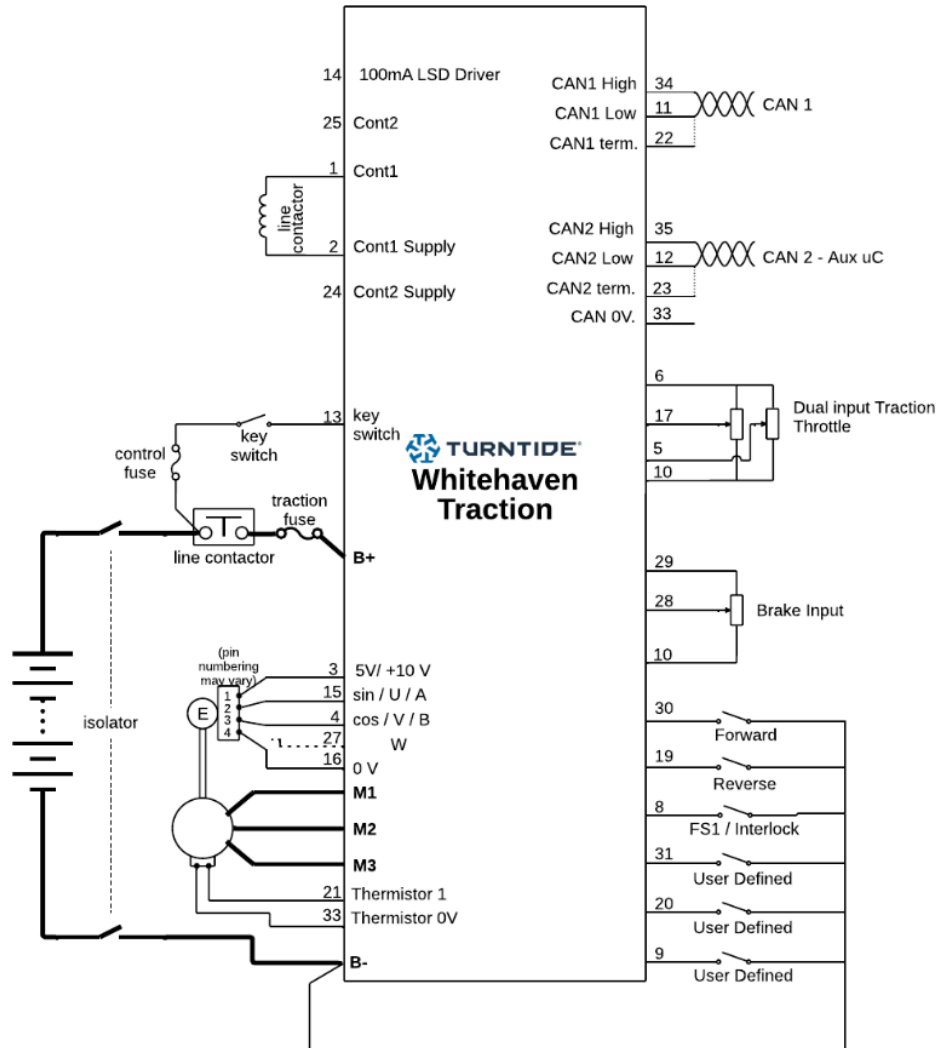 14 100mA LSD Driver
25 Cont2
1 Cont1
line
contactor
2 Cont1 Supply
24 Cont2 Supply
CAN1 High 34
CAN1 Low 11
CAN 1
CAN1 term. 22
CAN2 High 35
CAN2 Low 12
CAN 2 - Aux uC
CAN2 term. 23
CAN 0V. 33
13 key
switch
key
switch
control
fuse
traction
fuse
line contactor
B+
TURNTIDE®
Whitehaven
Traction
6
17
5
10
Dual input Traction
Throttle
29
28
10
Brake Input
(pin
numbering
may vary)
1
2
3
4
E
3 5V/ +10 V
15 sin / U / A
4 cos / V / B
27 W
16 0 V
isolator
M1
M2
M3
21 Thermistor 1
33 Thermistor 0V
B-
30
Forward
19
Reverse
8
FS1 / Interlock
31
User Defined
20
User Defined
9
User Defined